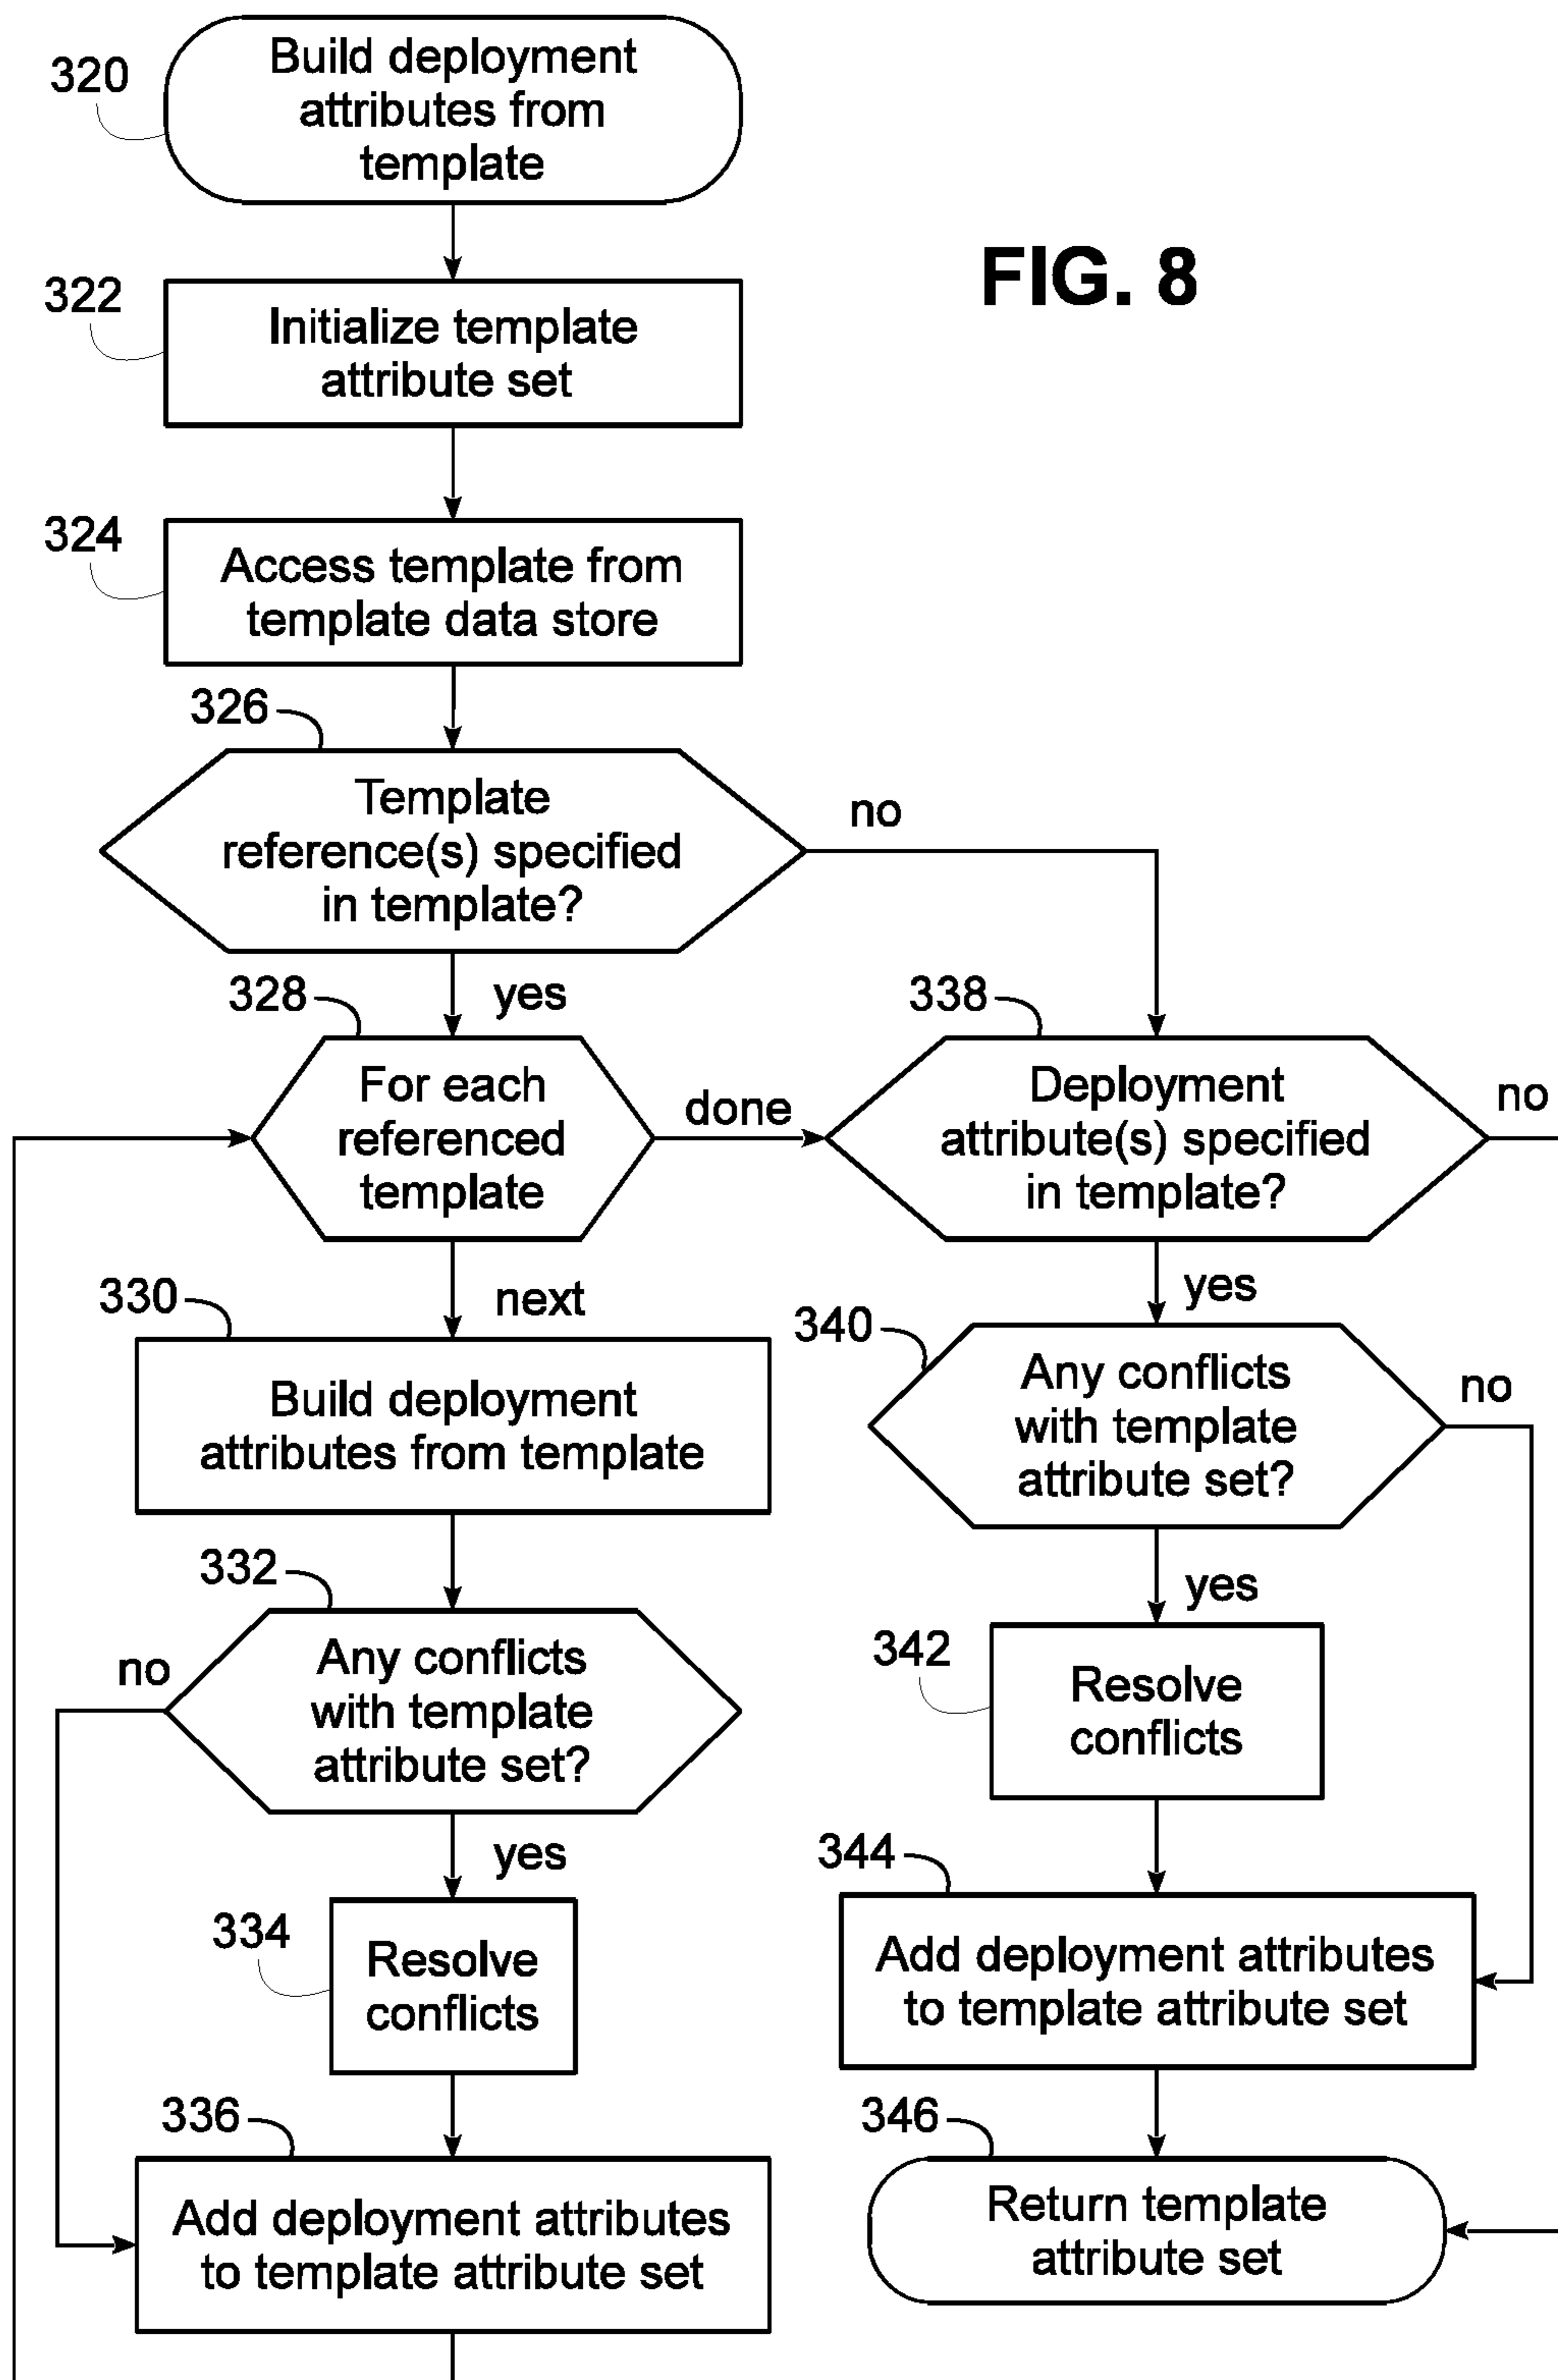 320
Build deployment
attributes from
template
FIG. 8
322
Initialize template
attribute set
324
Access template from
template data store
326
Template
reference(s) specified
in template?
no
yes
328
For each
referenced
template
done
338
Deployment
attribute(s) specified
in template?
no
next
yes
330
Build deployment
attributes from template
340
Any conflicts
with template
attribute set?
no
332
Any conflicts
with template
attribute set?
no
yes
yes
342
Resolve
conflicts
334
Resolve
conflicts
344
Add deployment attributes
to template attribute set
336
Add deployment attributes
to template attribute set
346
Return template
attribute set